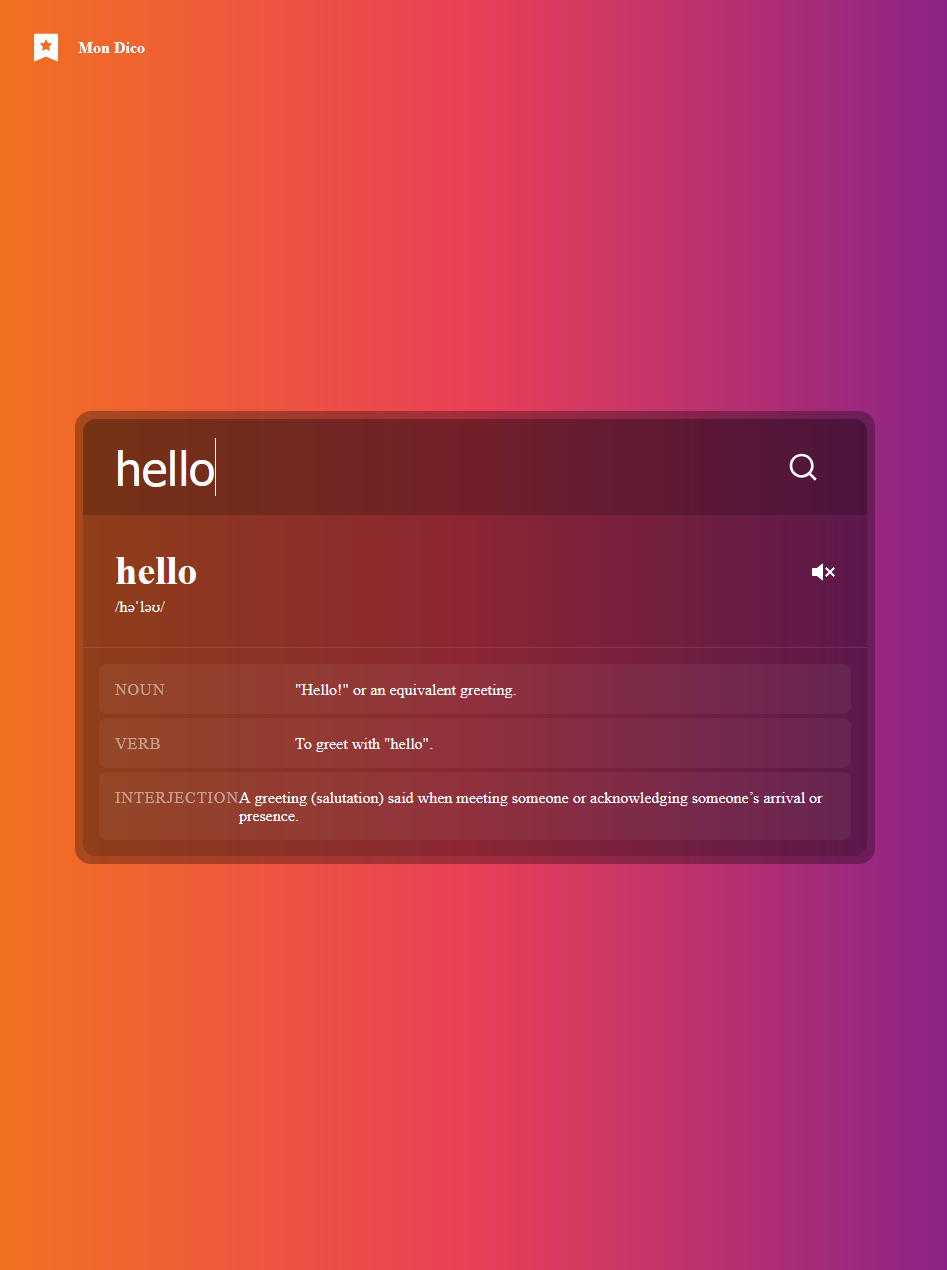 Mon Dico
hello
hello
/həˈləʊ/
NOUN "Hello!" or an equivalent greeting.
VERB To greet with "hello".
INTERJECTION A greeting (salutation) said when meeting someone or acknowledging someone’s arrival or
presence.